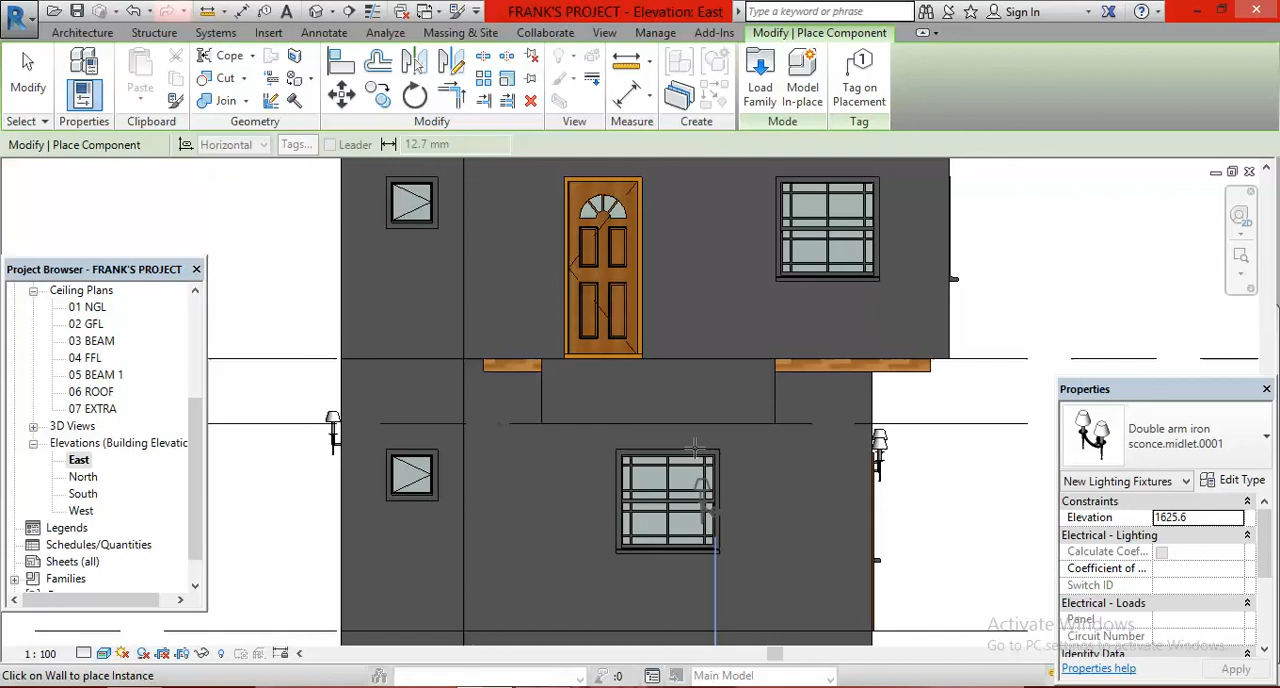 FRANK'S PROJECT - Elevation: East
Type a keyword or phrase
Sign In
Architecture Structure Systems Insert Annotate Analyze Massing & Site Collaborate View Manage Add-Ins Modify | Place Component
Modify
Select
Properties
Paste
Clipboard
Cope
Cut
Join
Geometry
Modify
View
Measure
Create
Load Family
Model In-place
Mode
Tag on Placement
Tag
Modify | Place Component
Horizontal
Tags...
Leader
12.7 mm
2D
Project Browser - FRANK'S PROJECT
Ceiling Plans
01 NGL
02 GFL
03 BEAM
04 FFL
05 BEAM 1
06 ROOF
07 EXTRA
3D Views
Elevations (Building Elevatic
East
North
South
West
Legends
Schedules/Quantities
Sheets (all)
Families
Properties
Double arm iron
sconce.midlet.0001
New Lighting Fixtures
Edit Type
Constraints
Elevation 1625.6
Electrical - Lighting
Calculate Coef...
Coefficient of ...
Switch ID
Electrical - Loads
Panel
Circuit Number
Identity Data
Properties help
Apply
Activate Windows
Go to PC settings to activate Windows.
1 : 100
Click on Wall to place Instance
:0
Main Model